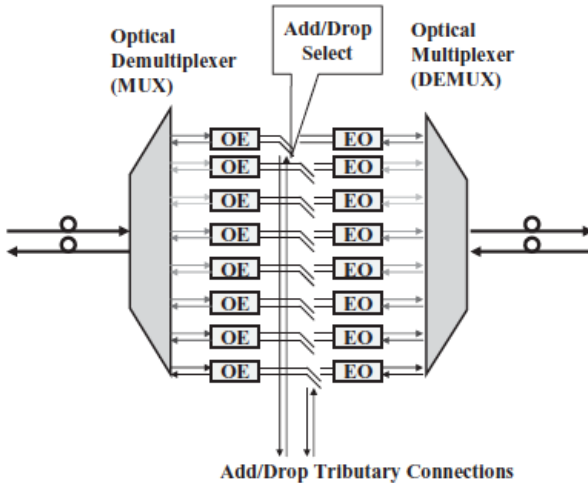 Optical
Demultiplexer
(MUX)
Add/Drop
Select
Optical
Multiplexer
(DEMUX)
OE EO
OE EO
OE EO
OE EO
OE EO
OE EO
OE EO
OE EO
Add/Drop Tributary Connections